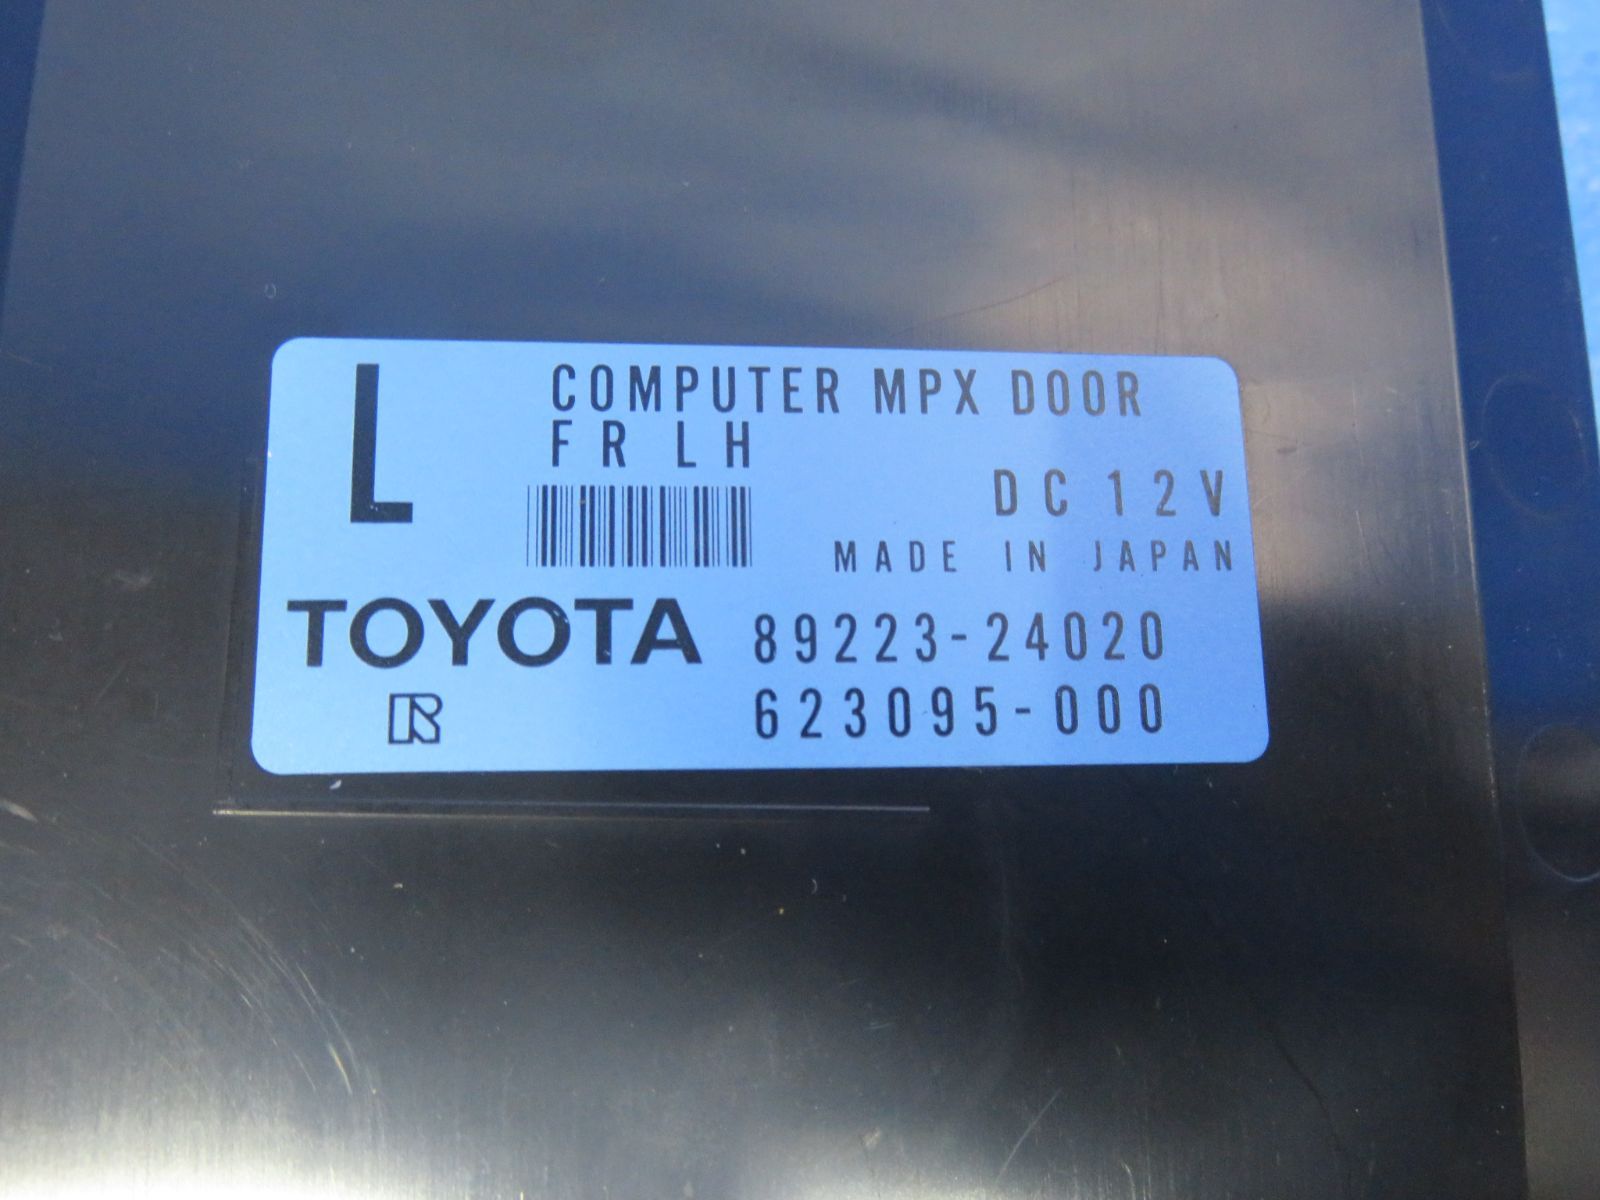 L
COMPUTER MPX DOOR
FR LH
DC 12V
MADE IN JAPAN
TOYOTA 89223-24020
R 623095-000